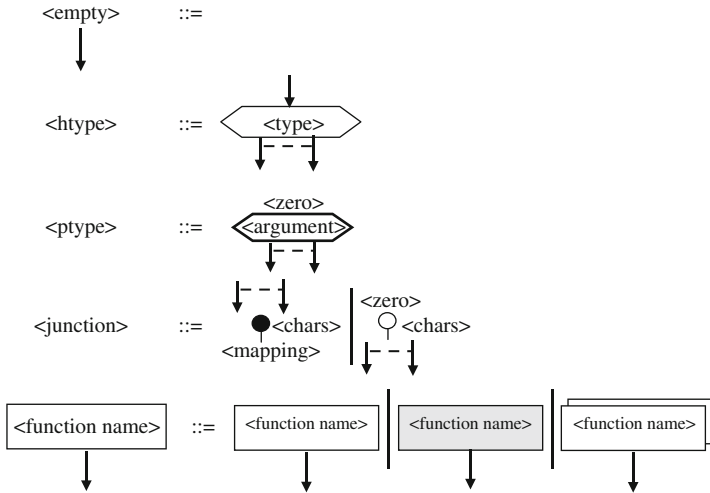 <empty> ::=
<htype> ::= <type>
<zero>
<ptype> ::= <argument>
<zero>
<junction> ::= <chars> <chars>
<mapping>
<function name> ::= <function name> <function name> <function name>